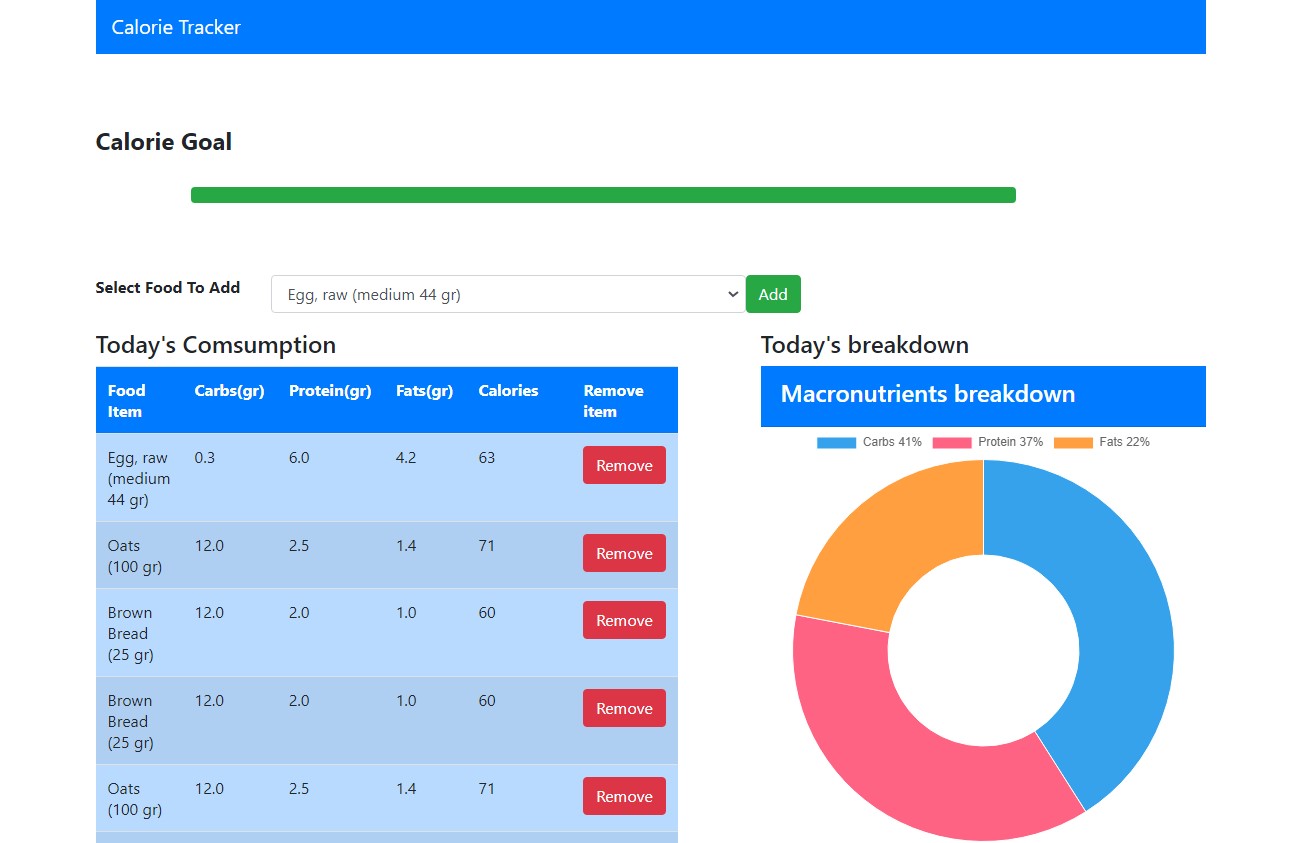 Calorie Tracker
Calorie Goal
Select Food To Add
Egg, raw (medium 44 gr)
Add
Today's Comsumption
Food Item Carbs(gr) Protein(gr) Fats(gr) Calories Remove item
Egg, raw (medium 44 gr) 0.3 6.0 4.2 63 Remove
Oats (100 gr) 12.0 2.5 1.4 71 Remove
Brown Bread (25 gr) 12.0 2.0 1.0 60 Remove
Brown Bread (25 gr) 12.0 2.0 1.0 60 Remove
Oats (100 gr) 12.0 2.5 1.4 71 Remove
Today's breakdown
Macronutrients breakdown
Carbs 41% Protein 37% Fats 22%